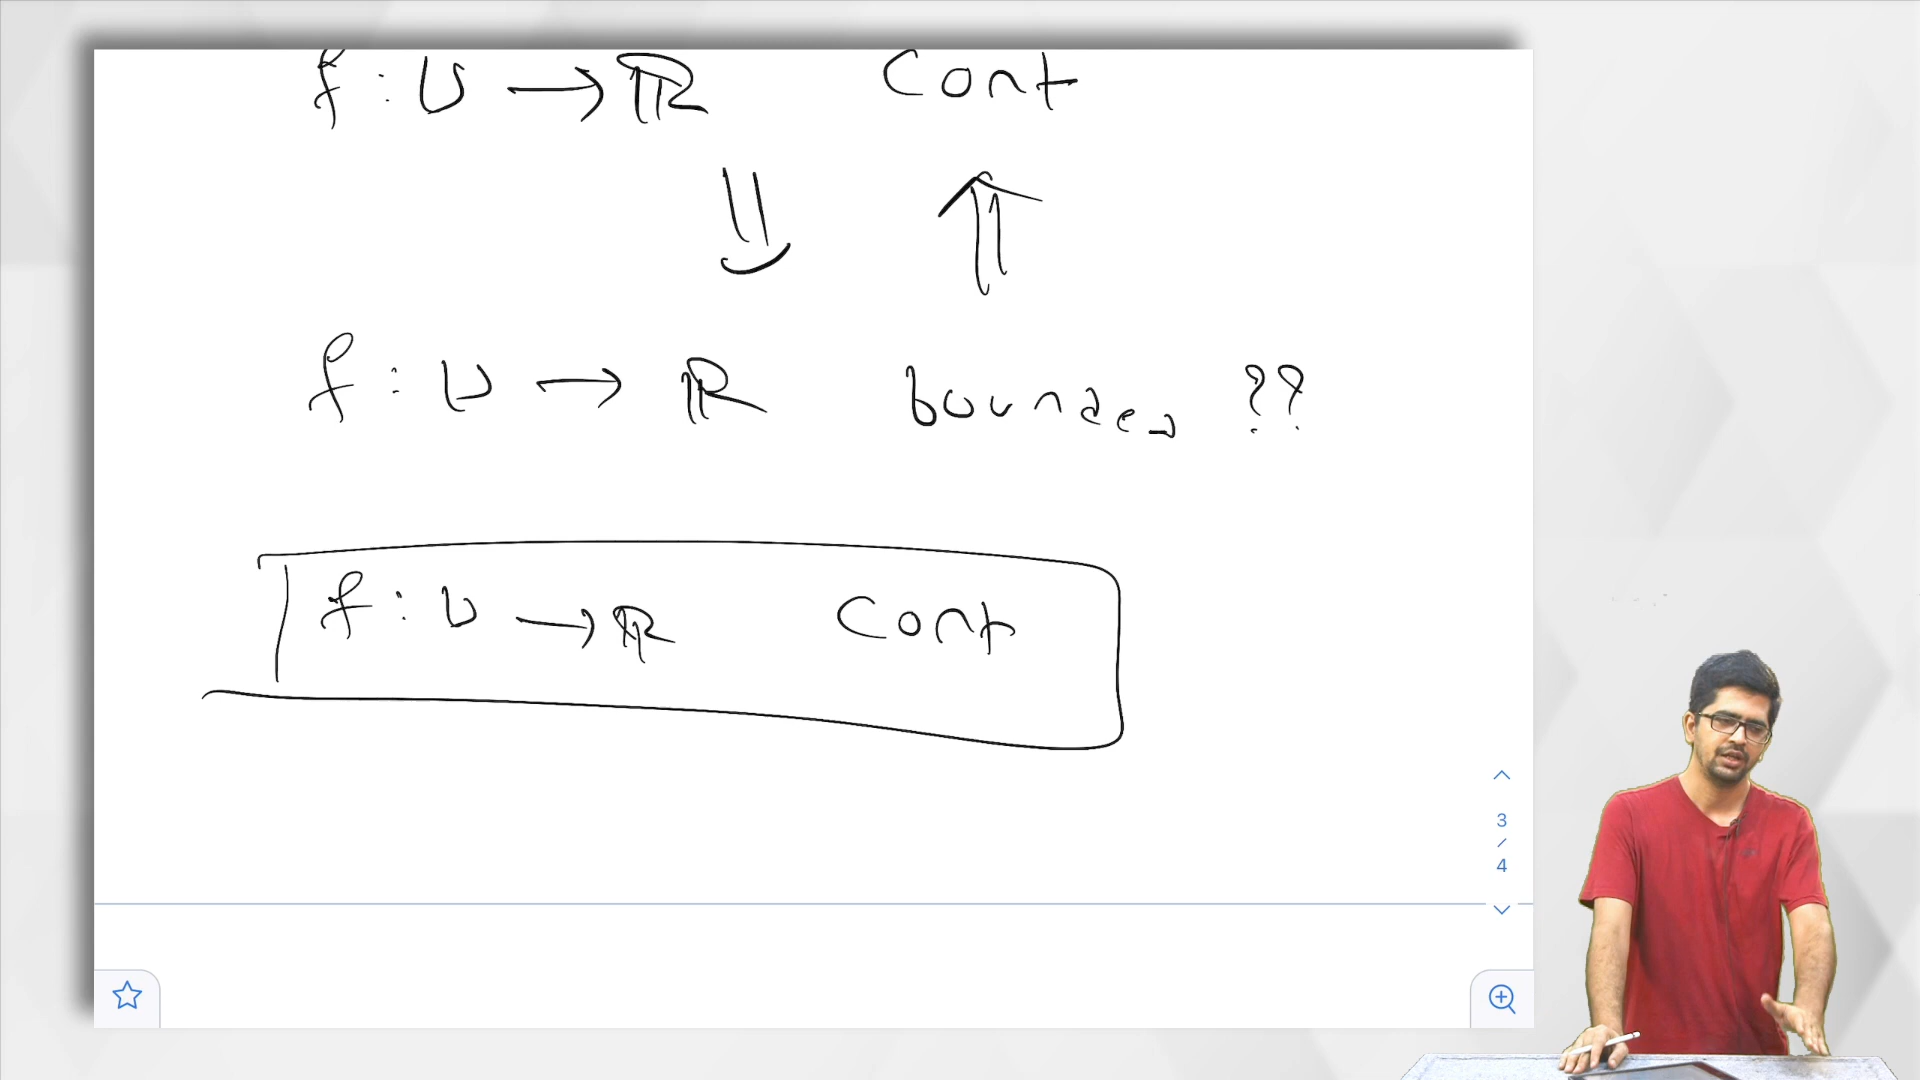 f : U → ℝ cont
⇓ ⇑
f : U → ℝ bounded ??
f : U → ℝ cont
3
/
4